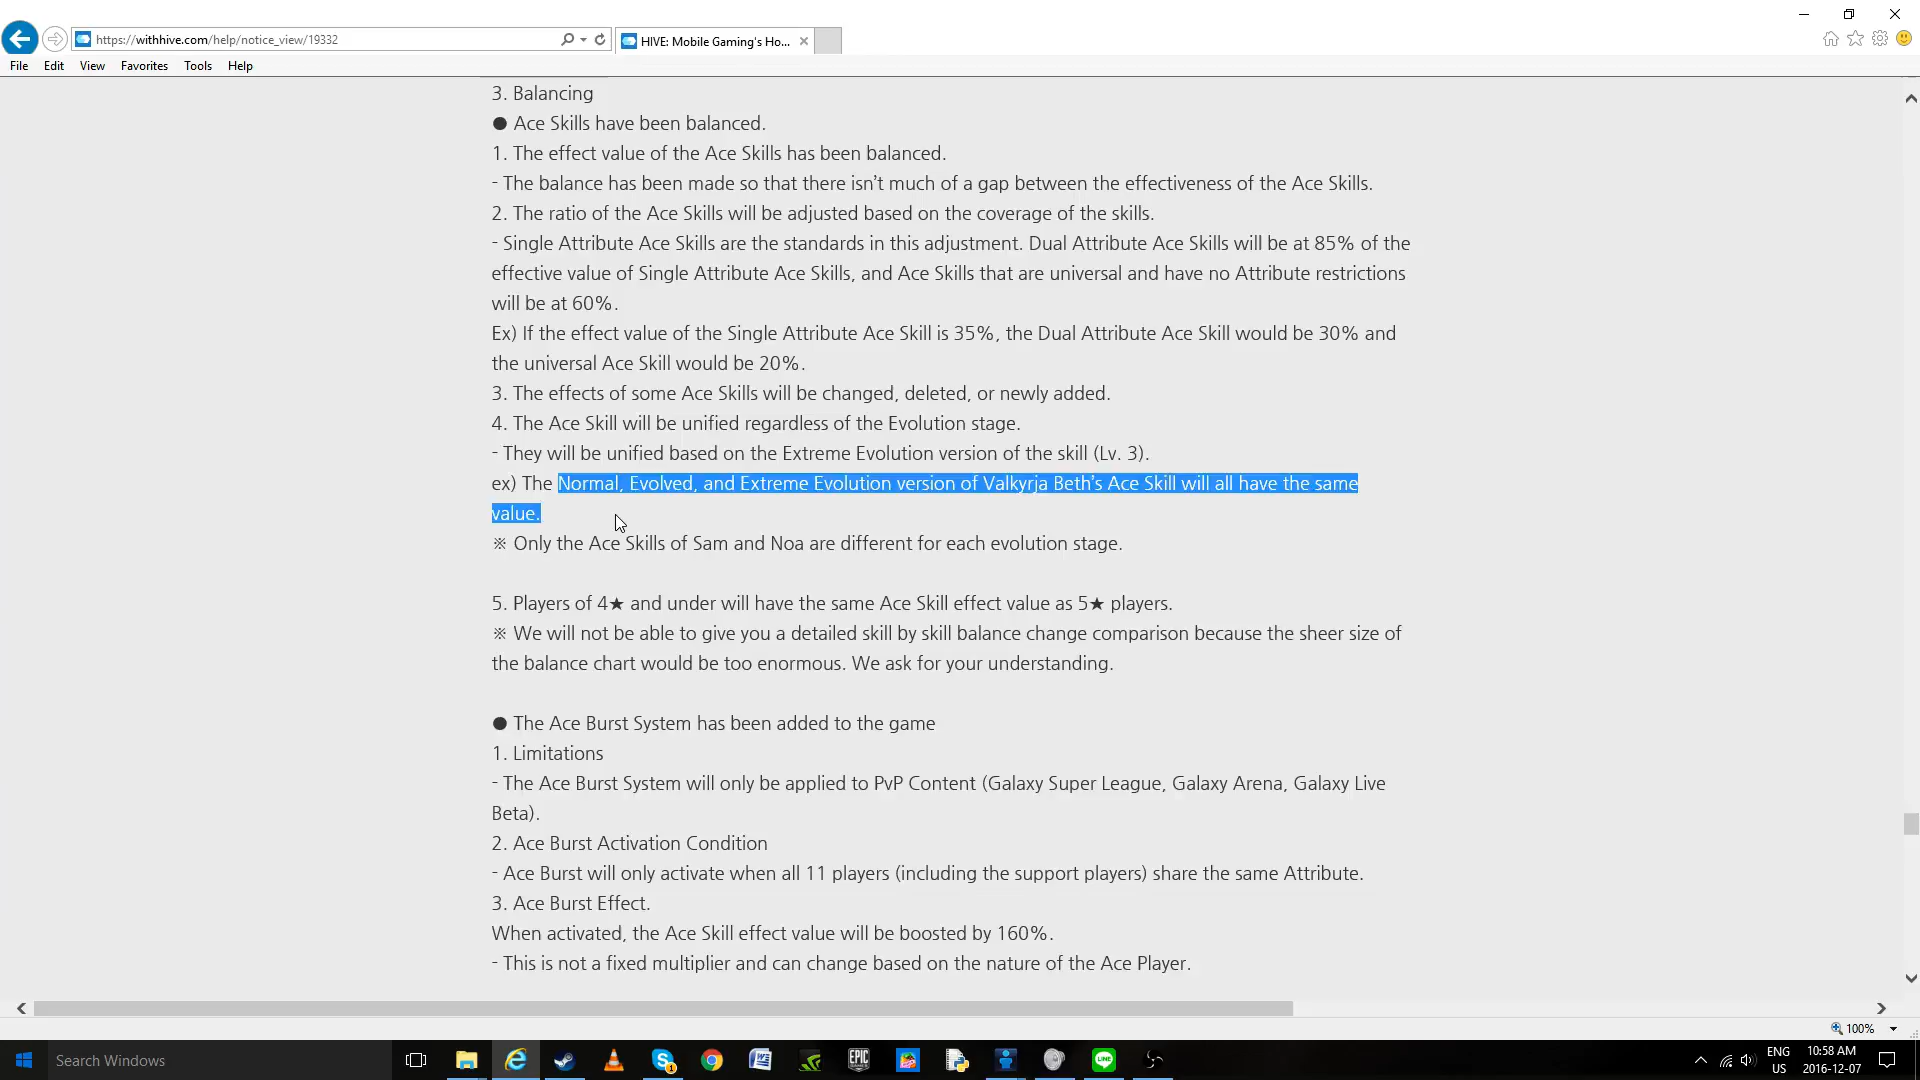 https://withhive.com/help/notice_view/19332
HIVE: Mobile Gaming's Ho...
File Edit View Favorites Tools Help
3. Balancing
● Ace Skills have been balanced.
1. The effect value of the Ace Skills has been balanced.
- The balance has been made so that there isn’t much of a gap between the effectiveness of the Ace Skills.
2. The ratio of the Ace Skills will be adjusted based on the coverage of the skills.
- Single Attribute Ace Skills are the standards in this adjustment. Dual Attribute Ace Skills will be at 85% of the
effective value of Single Attribute Ace Skills, and Ace Skills that are universal and have no Attribute restrictions
will be at 60%.
Ex) If the effect value of the Single Attribute Ace Skill is 35%, the Dual Attribute Ace Skill would be 30% and
the universal Ace Skill would be 20%.
3. The effects of some Ace Skills will be changed, deleted, or newly added.
4. The Ace Skill will be unified regardless of the Evolution stage.
- They will be unified based on the Extreme Evolution version of the skill (Lv. 3).
ex) The Normal, Evolved, and Extreme Evolution version of Valkyrja Beth’s Ace Skill will all have the same
value.
※ Only the Ace Skills of Sam and Noa are different for each evolution stage.
5. Players of 4★ and under will have the same Ace Skill effect value as 5★ players.
※ We will not be able to give you a detailed skill by skill balance change comparison because the sheer size of
the balance chart would be too enormous. We ask for your understanding.
● The Ace Burst System has been added to the game
1. Limitations
- The Ace Burst System will only be applied to PvP Content (Galaxy Super League, Galaxy Arena, Galaxy Live
Beta).
2. Ace Burst Activation Condition
- Ace Burst will only activate when all 11 players (including the support players) share the same Attribute.
3. Ace Burst Effect.
When activated, the Ace Skill effect value will be boosted by 160%.
- This is not a fixed multiplier and can change based on the nature of the Ace Player.
100%
Search Windows
EPIC
LINE
ENG
US
10:58 AM
2016-12-07